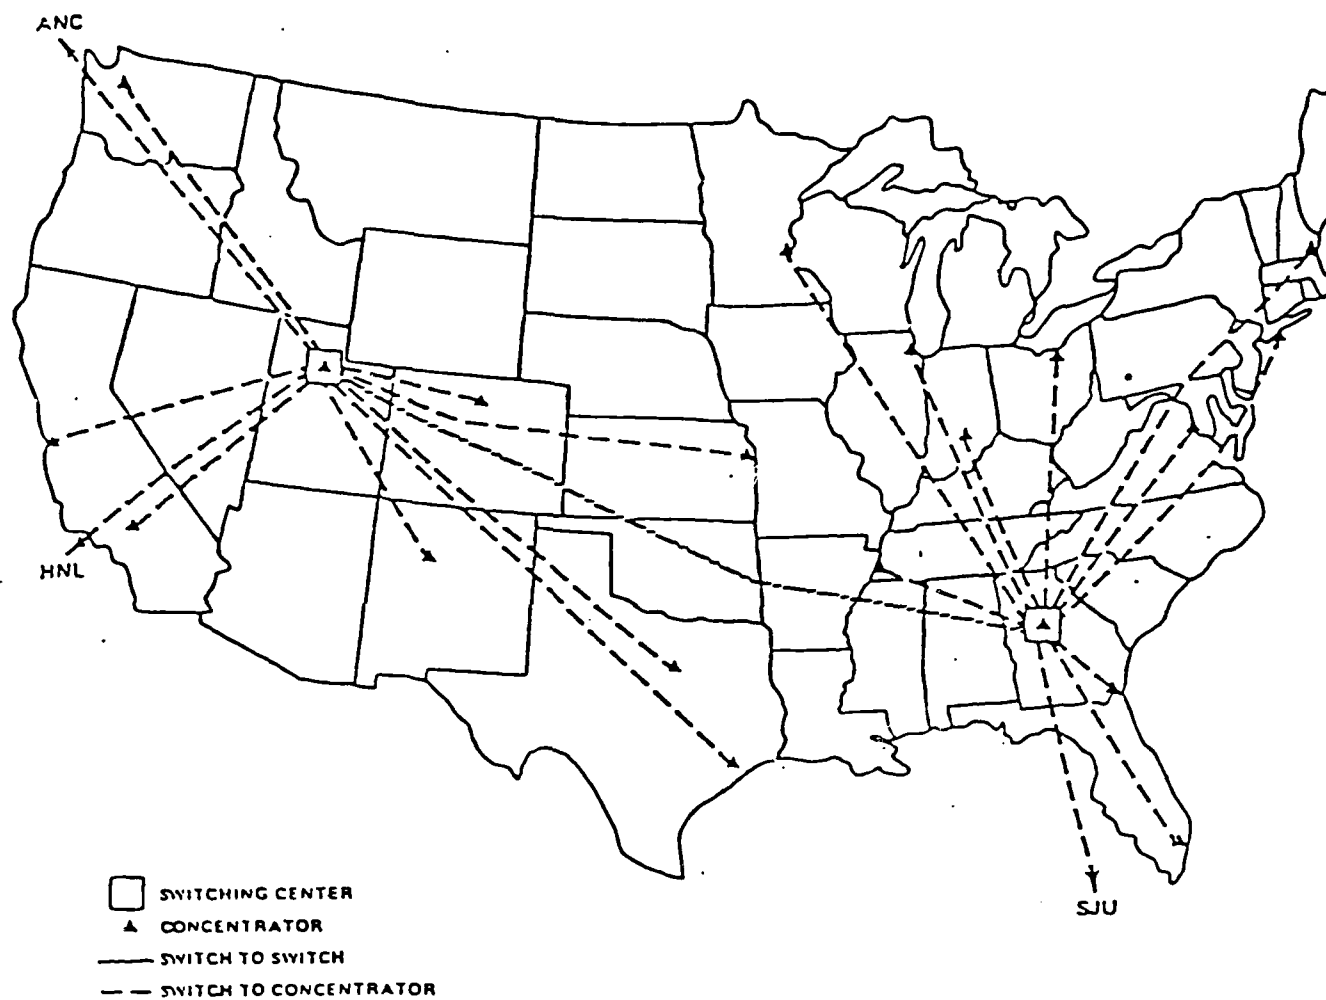 ANC
HNL
SJU
SWITCHING CENTER
CONCENTRATOR
SWITCH TO SWITCH
SWITCH TO CONCENTRATOR